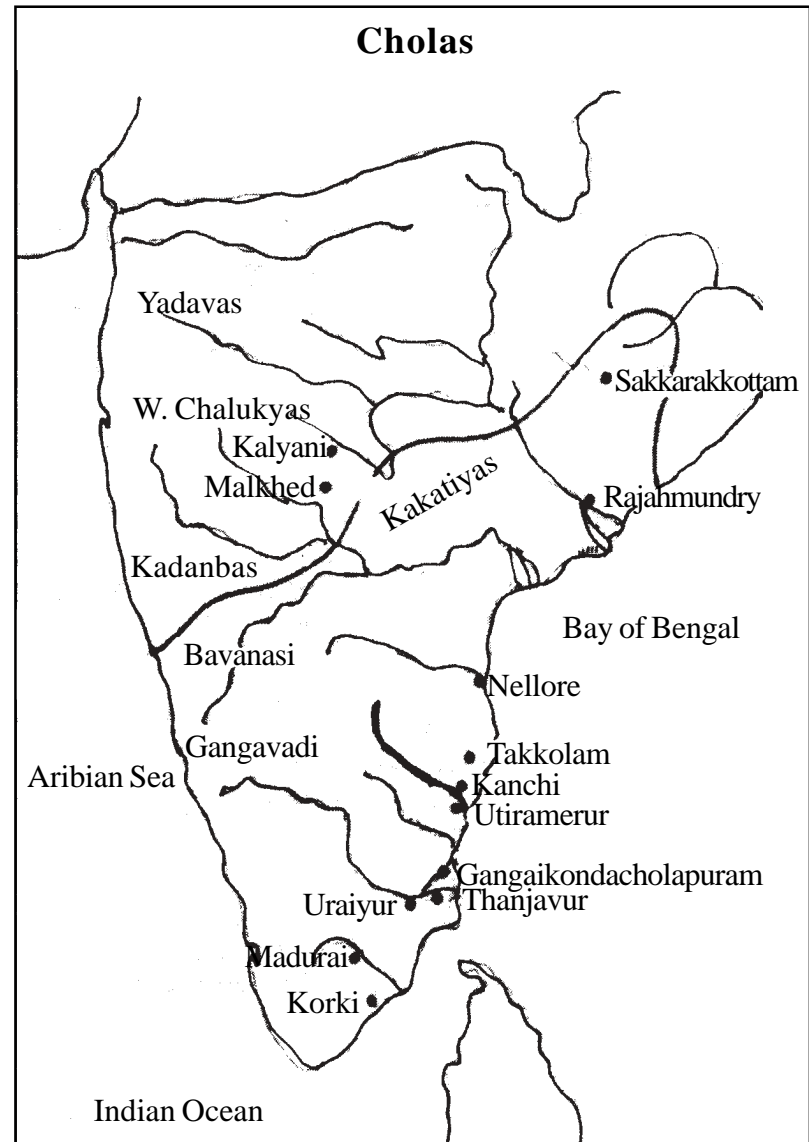 Cholas
Yadavas
Sakkarakkottam
W. Chalukyas
Kalyani
Malkhed
Kakatiyas
Rajahmundry
Kadanbas
Bay of Bengal
Bavanasi
Nellore
Gangavadi
Takkolam
Aribian Sea
Kanchi
Utiramerur
Gangaikondacholapuram
Uraiyur
Thanjavur
Madurai
Korki
Indian Ocean